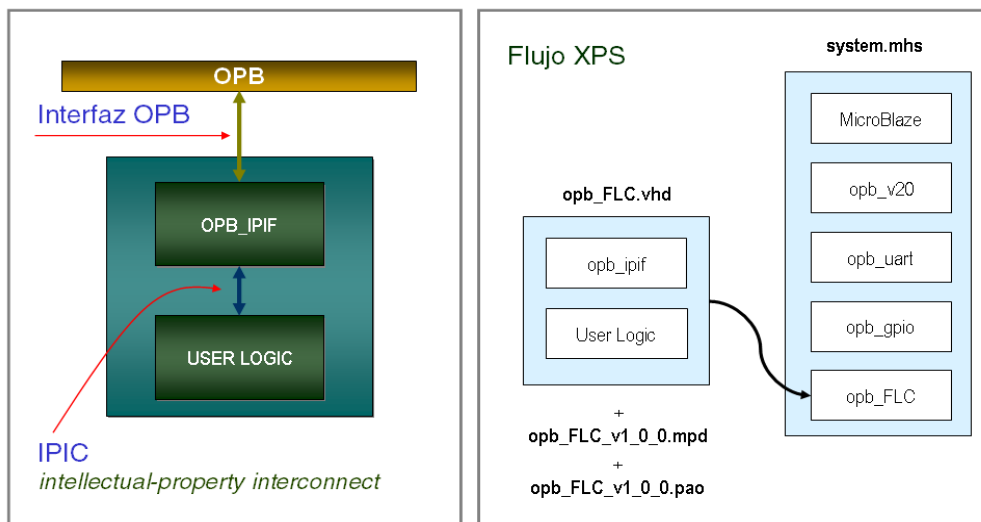 OPB
Interfaz OPB
OPB_IPIF
USER LOGIC
IPIC
intellectual-property interconnect
Flujo XPS
system.mhs
MicroBlaze
opb_v20
opb_uart
opb_gpio
opb_FLC
opb_FLC.vhd
opb_ipif
User Logic
+
opb_FLC_v1_0_0.mpd
+
opb_FLC_v1_0_0.pao